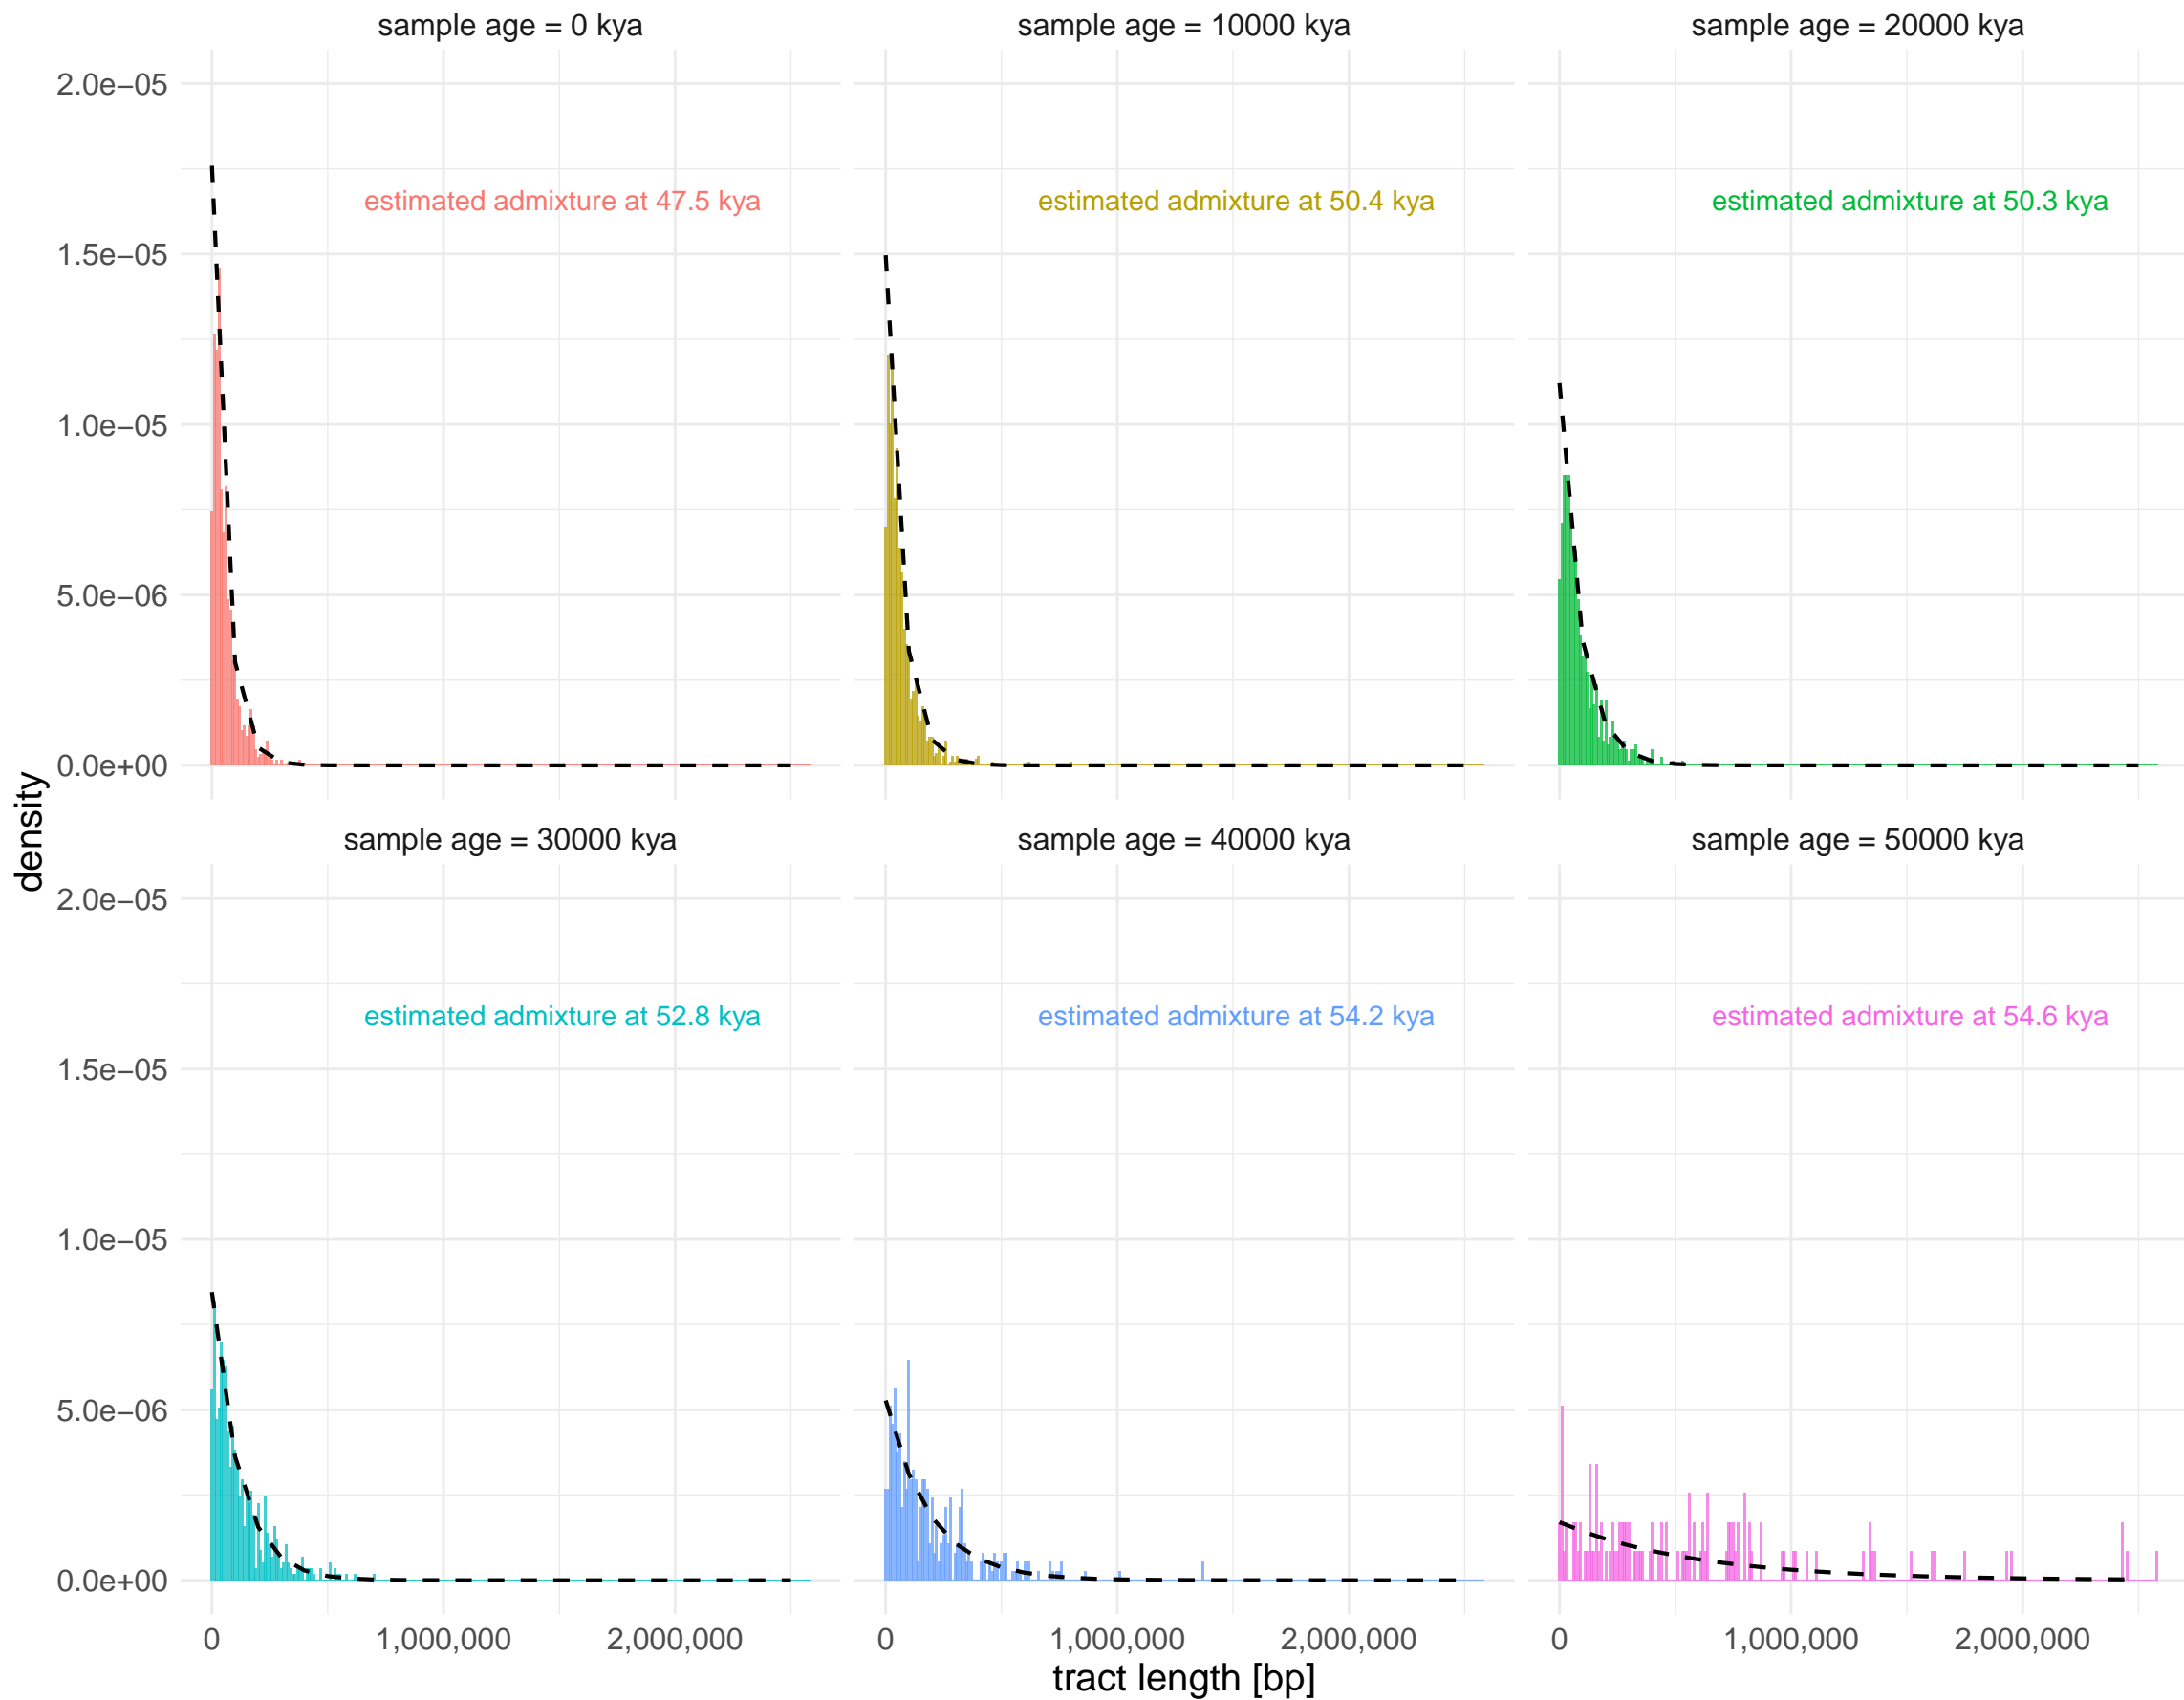 sample age = 0 kya
sample age = 10000 kya
sample age = 20000 kya
2.0e−05
1.5e−05
1.0e−05
5.0e−06
0.0e+00
estimated admixture at 47.5 kya
estimated admixture at 50.4 kya
estimated admixture at 50.3 kya
density
sample age = 30000 kya
sample age = 40000 kya
sample age = 50000 kya
2.0e−05
1.5e−05
1.0e−05
5.0e−06
0.0e+00
estimated admixture at 52.8 kya
estimated admixture at 54.2 kya
estimated admixture at 54.6 kya
0 1,000,000 2,000,000
0 1,000,000 2,000,000
0 1,000,000 2,000,000
tract length [bp]